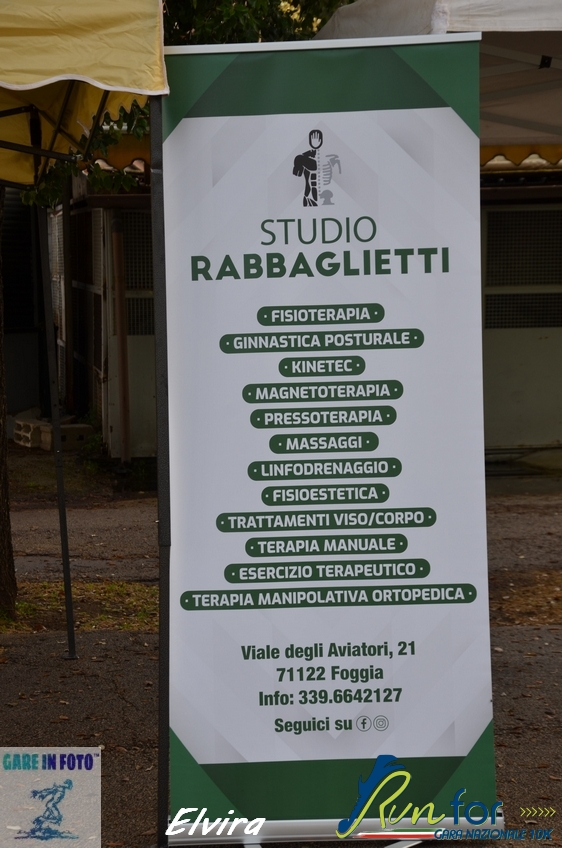 STUDIO
RABBAGLIETTI
· FISIOTERAPIA ·
· GINNASTICA POSTURALE ·
· KINETEC ·
· MAGNETOTERAPIA ·
· PRESSOTERAPIA ·
· MASSAGGI ·
· LINFODRENAGGIO ·
· FISIOESTETICA ·
· TRATTAMENTI VISO/CORPO ·
· TERAPIA MANUALE ·
· ESERCIZIO TERAPEUTICO ·
· TERAPIA MANIPOLATIVA ORTOPEDICA ·
Viale degli Aviatori, 21
71122 Foggia
Info: 339.6642127
Seguici su
GARE IN FOTO™
Elvira
Run for
GARA NAZIONALE 10K